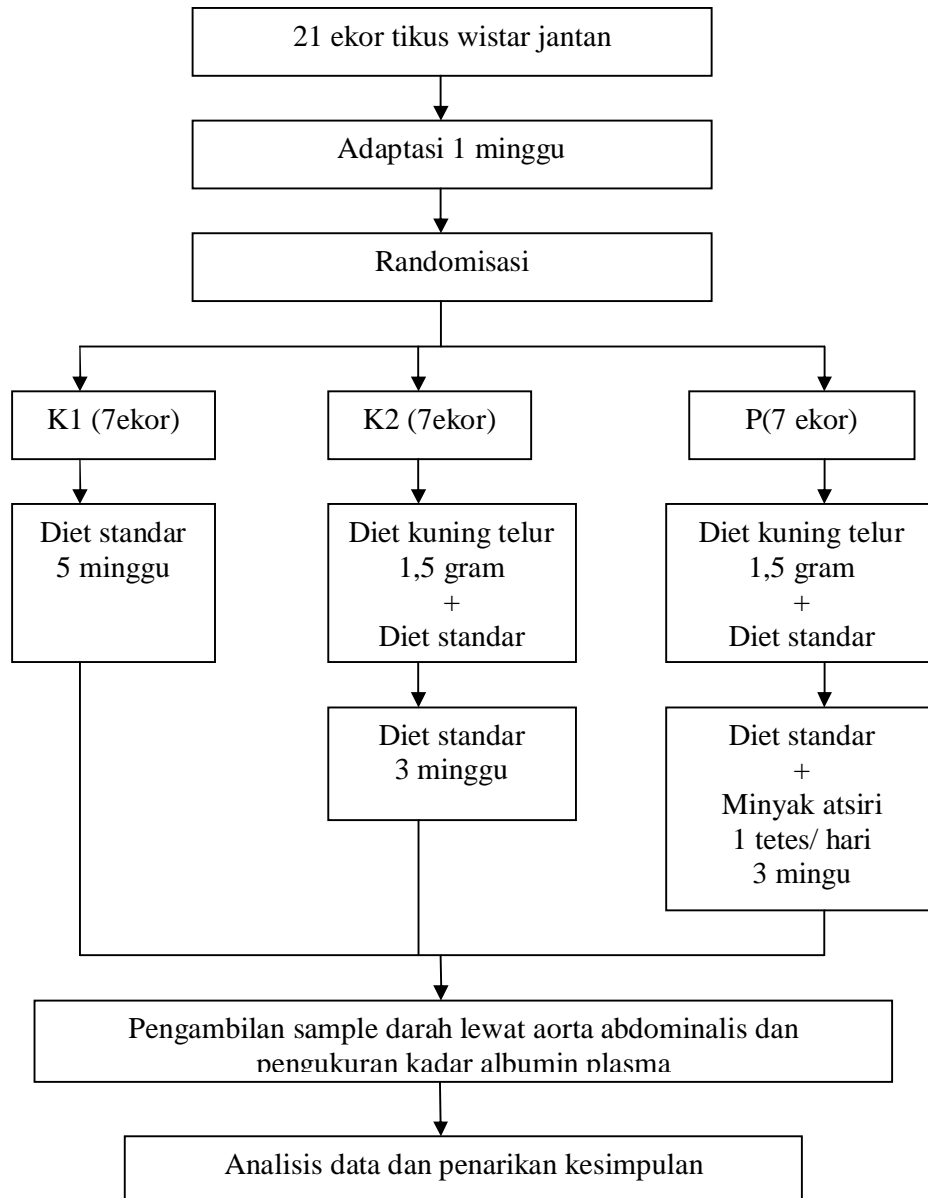 21 ekor tikus wistar jantan
Adaptasi 1 minggu
Randomisasi
K1 (7ekor)
K2 (7ekor)
P(7 ekor)
Diet standar
5 minggu
Diet kuning telur
1,5 gram
+
Diet standar
Diet kuning telur
1,5 gram
+
Diet standar
Diet standar
3 minggu
Diet standar
+
Minyak atsiri
1 tetes/ hari
3 mingu
Pengambilan sample darah lewat aorta abdominalis dan
pengukuran kadar albumin plasma
Analisis data dan penarikan kesimpulan